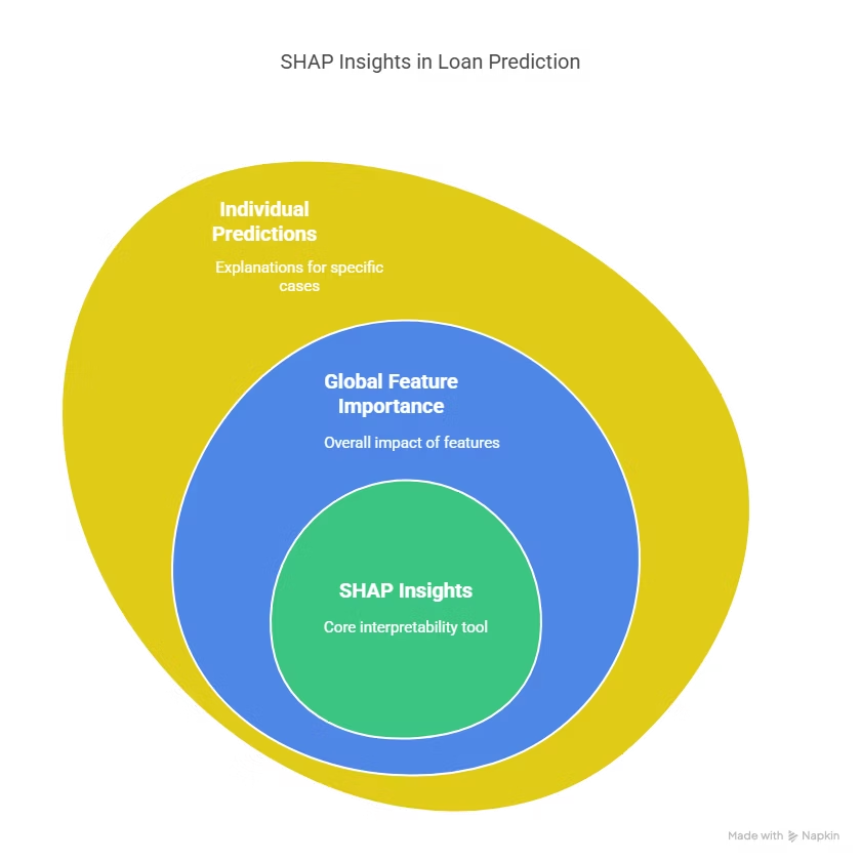 SHAP Insights in Loan Prediction
Individual
Predictions
Explanations for specific
cases
Global Feature
Importance
Overall impact of features
SHAP Insights
Core interpretability tool
Made with Napkin